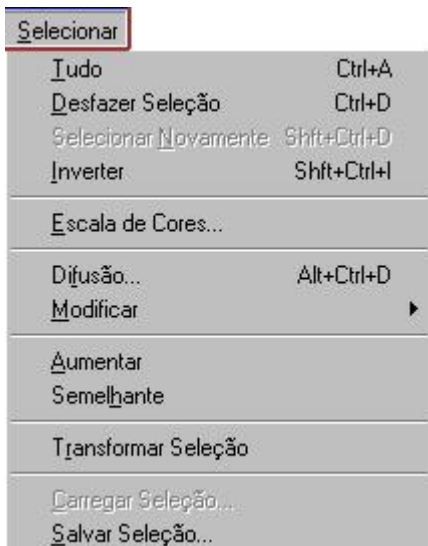 Selecionar
Tudo Ctrl+A
Desfazer Seleção Ctrl+D
Selecionar Novamente Shft+Ctrl+D
Inverter Shft+Ctrl+I
Escala de Cores...
Difusão... Alt+Ctrl+D
Modificar
Aumentar
Semelhante
Transformar Seleção
Carregar Seleção...
Salvar Seleção...